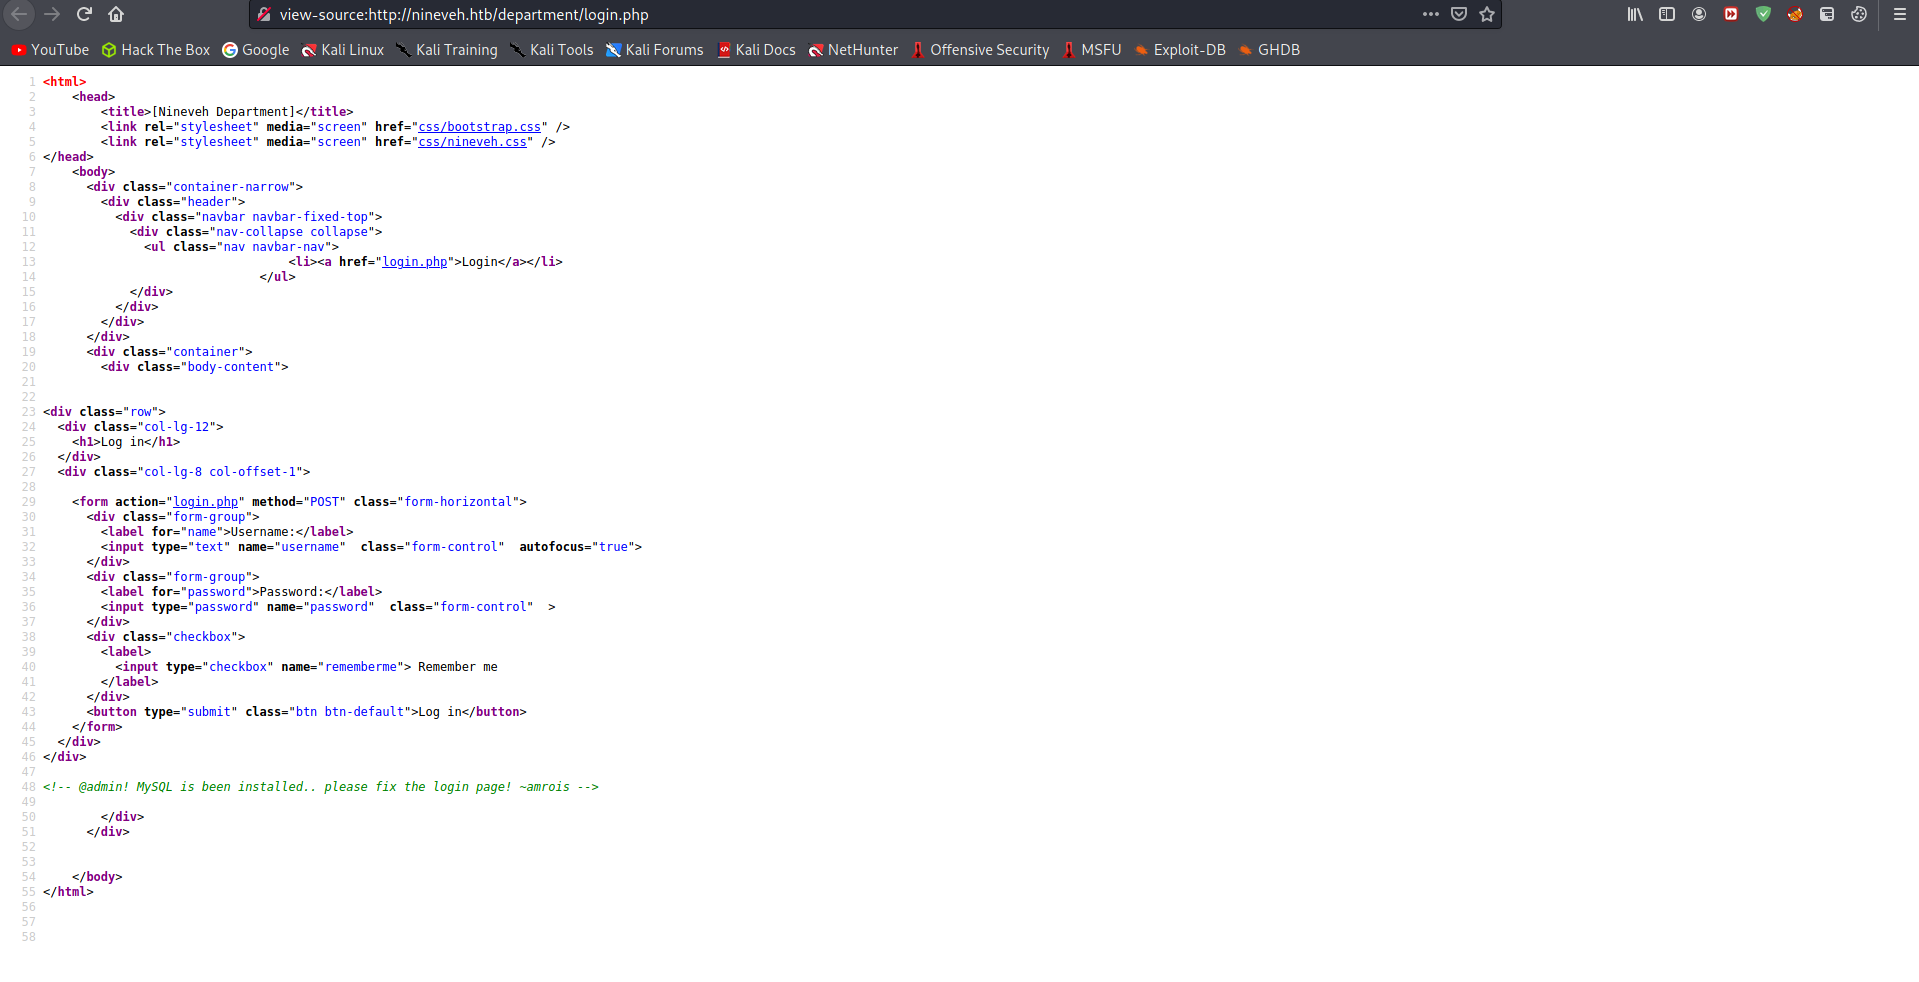 view-source:http://nineveh.htb/department/login.php
YouTube Hack The Box Google Kali Linux Kali Training Kali Tools Kali Forums Kali Docs NetHunter Offensive Security MSFU Exploit-DB GHDB
1 <html>
2 <head>
3 <title>[Nineveh Department]</title>
4 <link rel="stylesheet" media="screen" href="css/bootstrap.css" />
5 <link rel="stylesheet" media="screen" href="css/nineveh.css" />
6 </head>
7 <body>
8 <div class="container-narrow">
9 <div class="header">
10 <div class="navbar navbar-fixed-top">
11 <div class="nav-collapse collapse">
12 <ul class="nav navbar-nav">
13 <li><a href="login.php">Login</a></li>
14 </ul>
15 </div>
16 </div>
17 </div>
18 </div>
19 <div class="container">
20 <div class="body-content">
21
22
23 <div class="row">
24 <div class="col-lg-12">
25 <h1>Log in</h1>
26 </div>
27 <div class="col-lg-8 col-offset-1">
28
29 <form action="login.php" method="POST" class="form-horizontal">
30 <div class="form-group">
31 <label for="name">Username:</label>
32 <input type="text" name="username"  class="form-control"  autofocus="true">
33 </div>
34 <div class="form-group">
35 <label for="password">Password:</label>
36 <input type="password" name="password"  class="form-control"  >
37 </div>
38 <div class="checkbox">
39 <label>
40 <input type="checkbox" name="rememberme"> Remember me
41 </label>
42 </div>
43 <button type="submit" class="btn btn-default">Log in</button>
44 </form>
45 </div>
46 </div>
47
48 <!-- @admin! MySQL is been installed.. please fix the login page! ~amrois -->
49
50 </div>
51 </div>
52
53
54 </body>
55 </html>
56
57
58